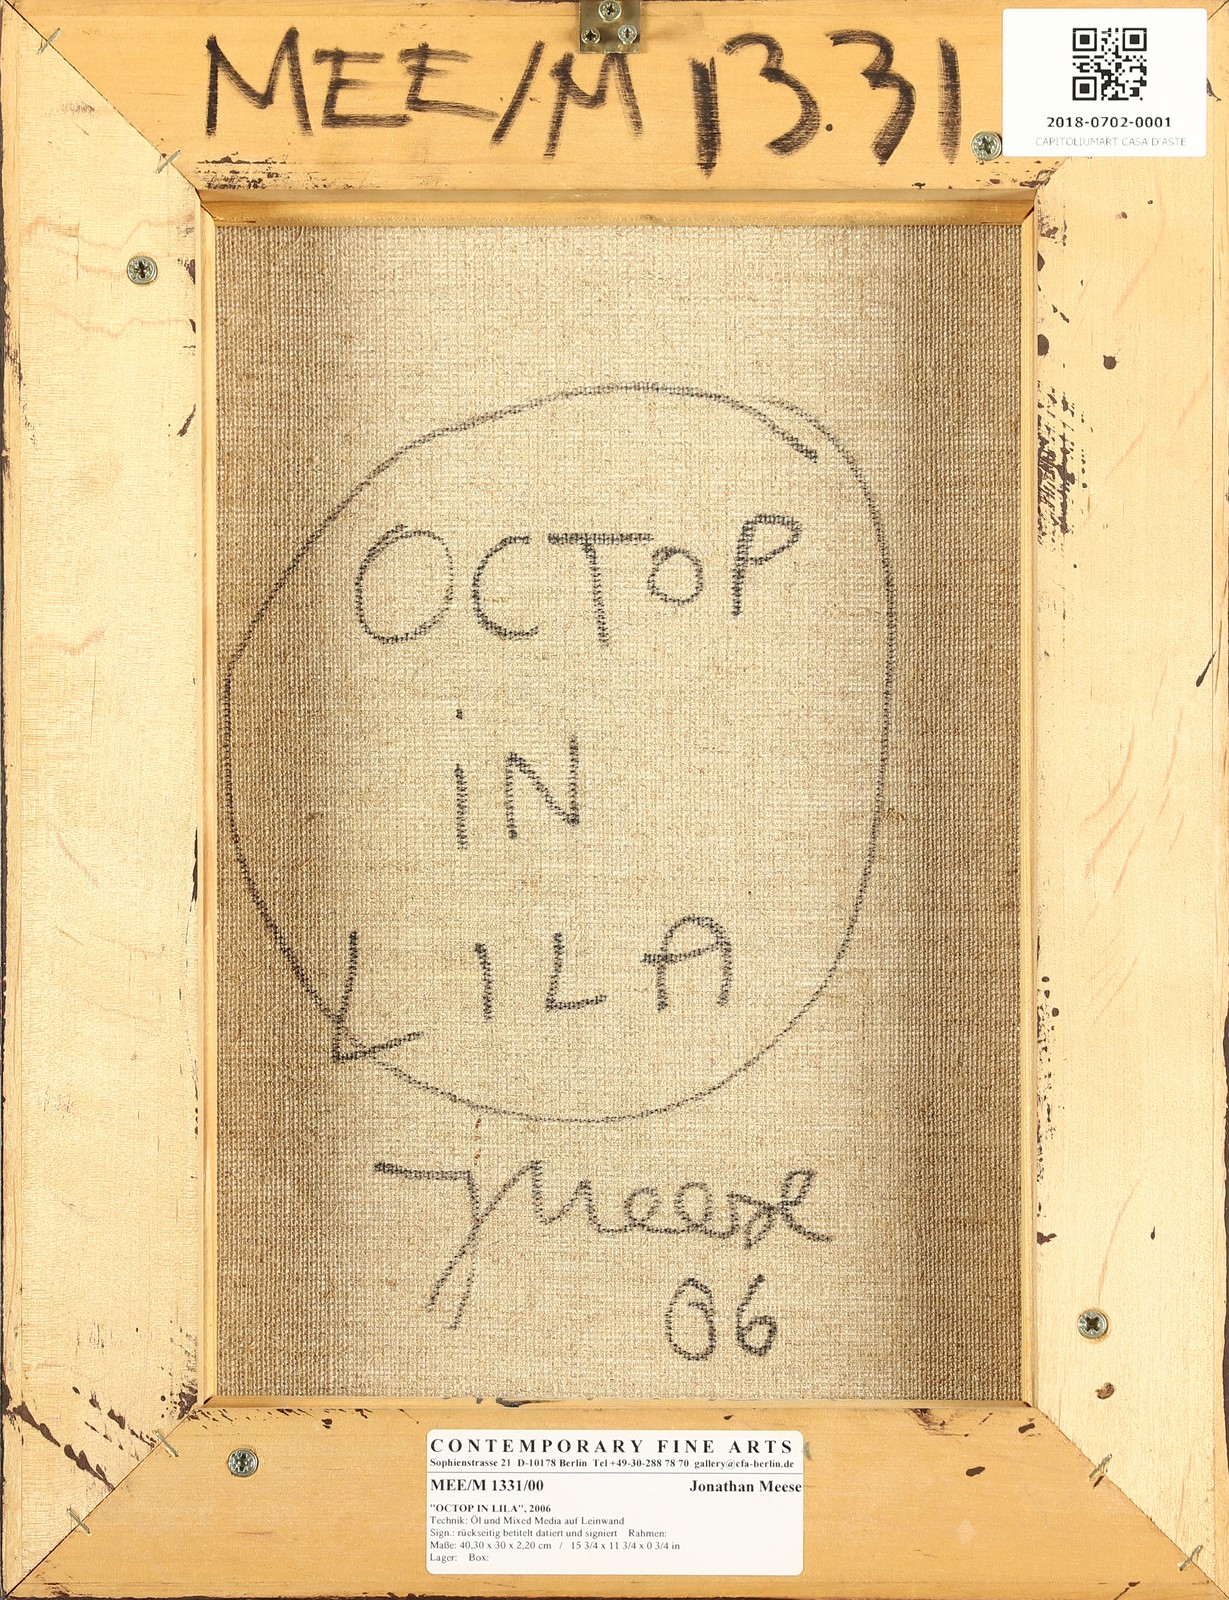 MEE/M 13.31
2018-0702-0001
CAPITOLIUMART CASA D'ASTE
OCTOP
iN
LILA
JMeese
06
CONTEMPORARY FINE ARTS
Sophienstrasse 21 D-10178 Berlin Tel +49-30-288 78 70 gallery@cfa-berlin.de
MEE/M 1331/00 Jonathan Meese
"OCTOP IN LILA", 2006
Technik: Öl und Mixed Media auf Leinwand
Sign.: rückseitig betitelt datiert und signiert Rahmen:
Maße: 40,30 x 30 x 2,20 cm / 15 3/4 x 11 3/4 x 0 3/4 in
Lager: Box: